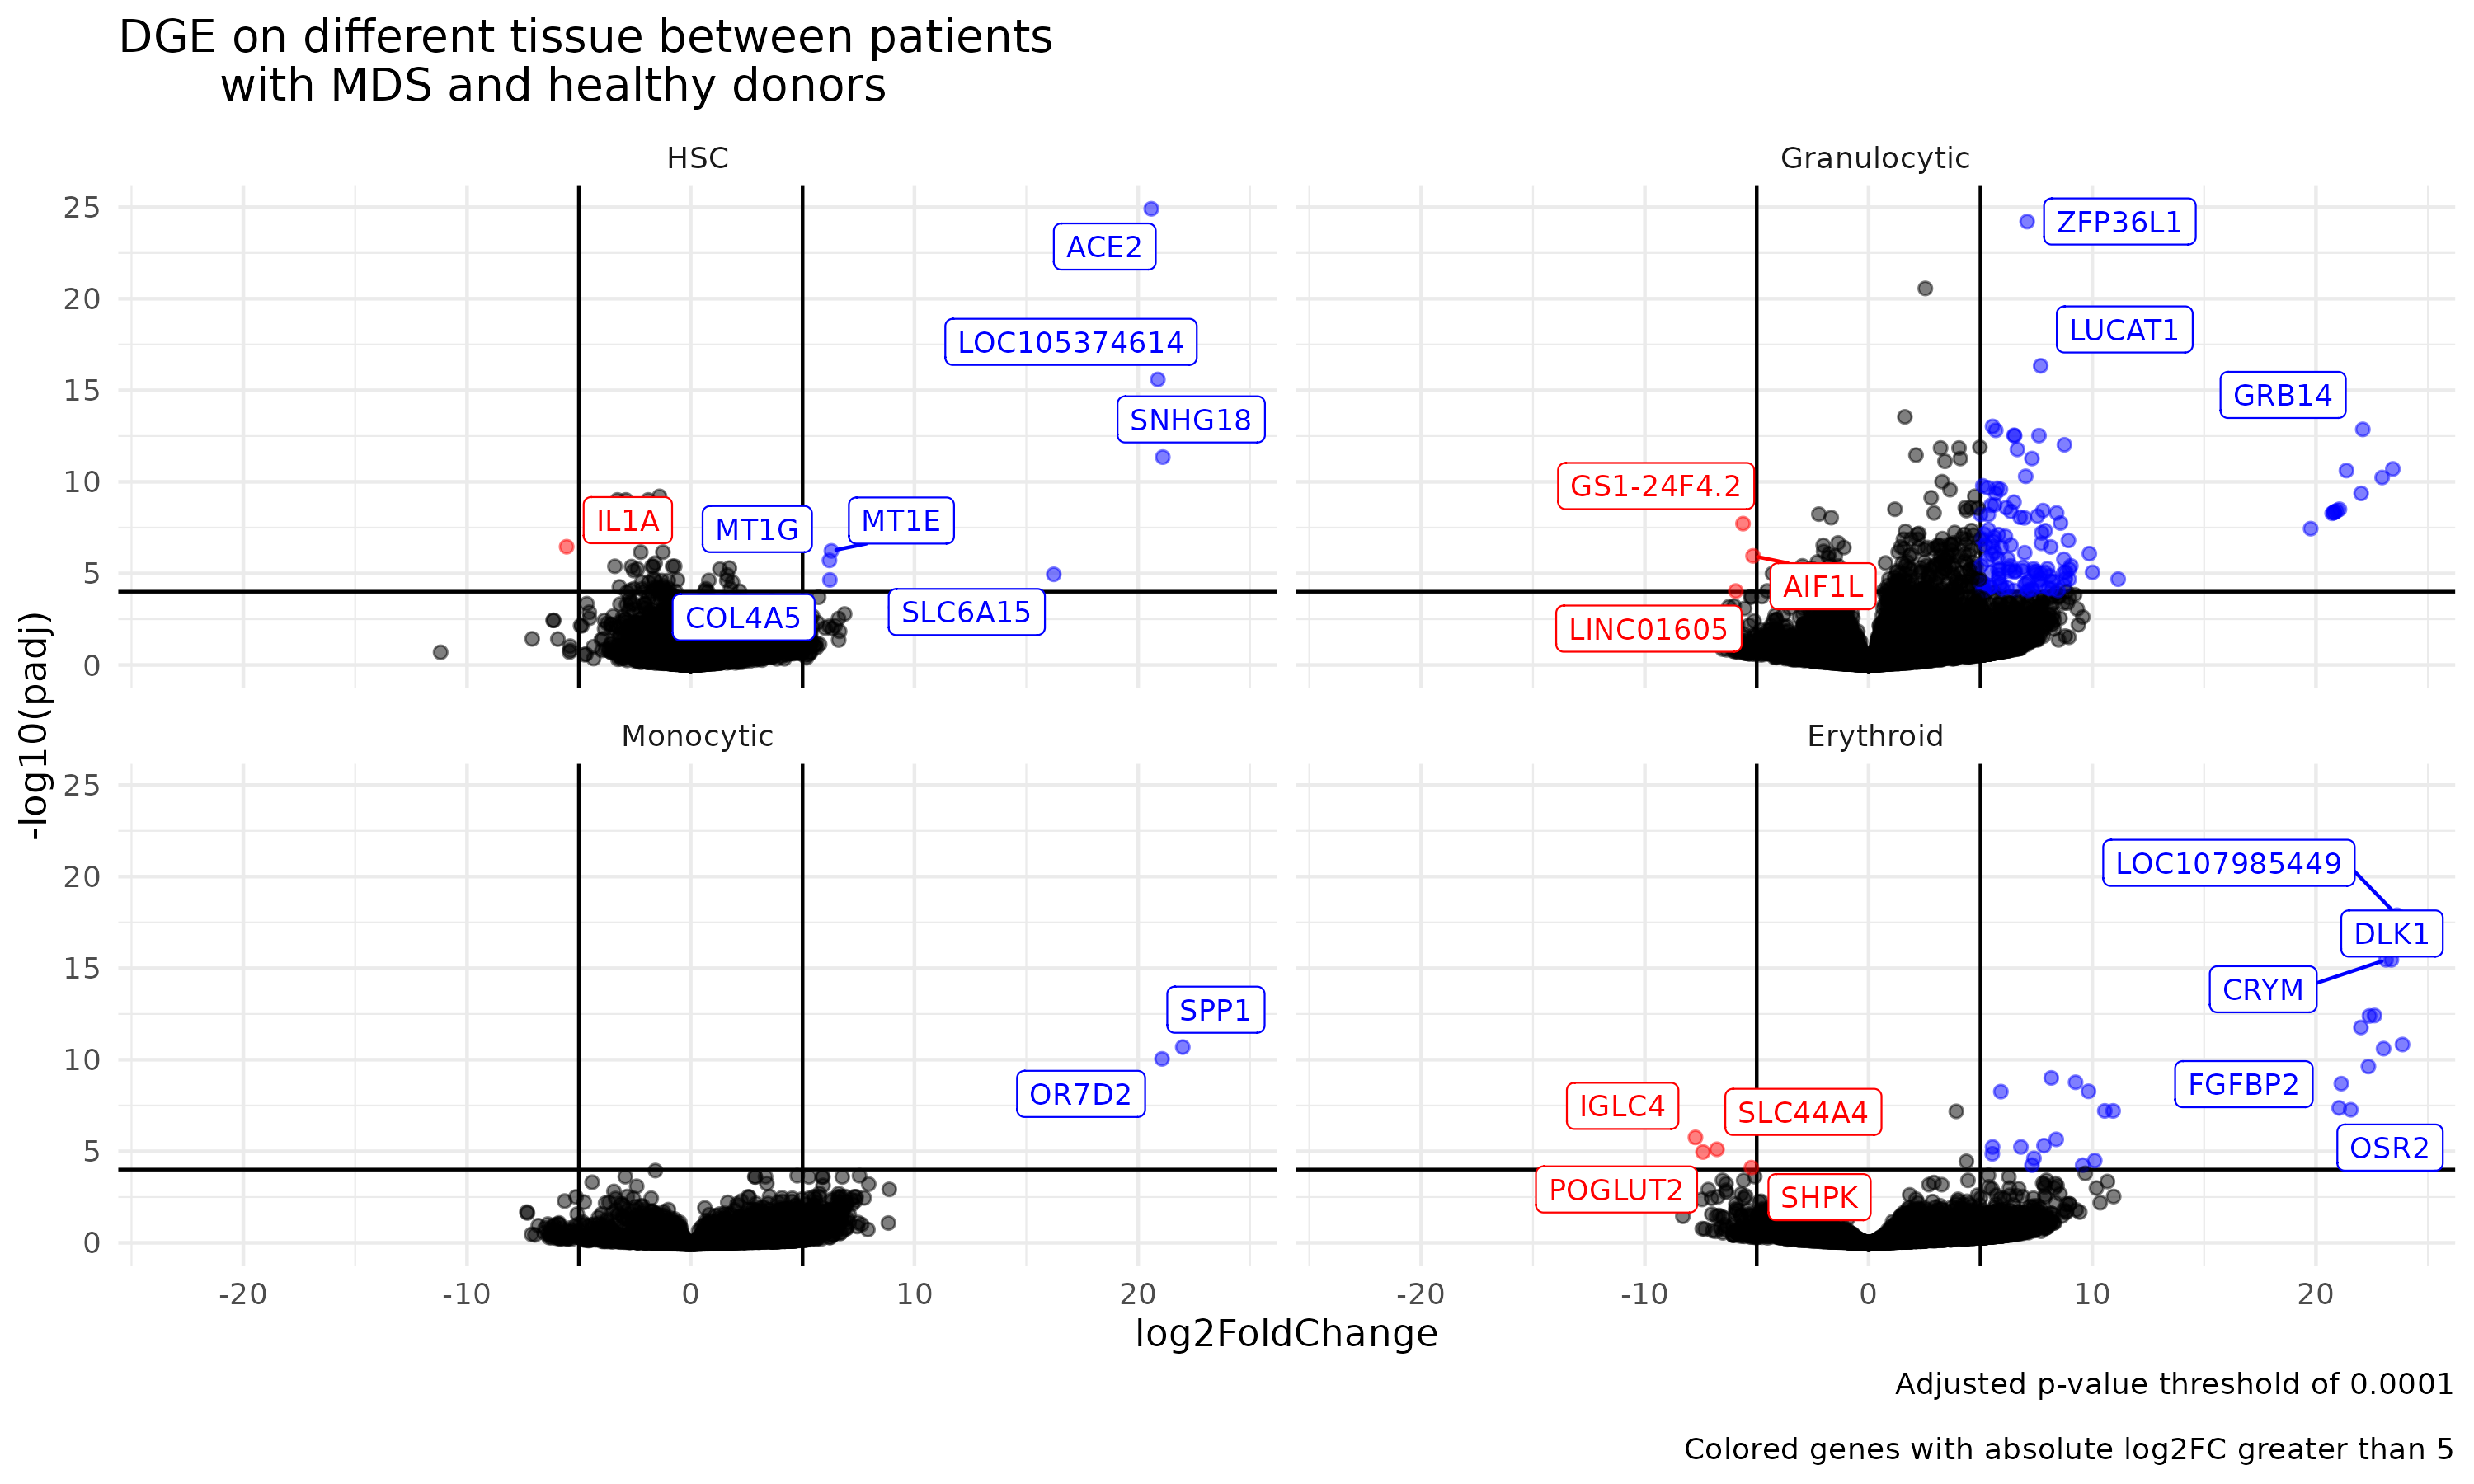 DGE on different tissue between patients
with MDS and healthy donors
HSC
Granulocytic
25
20
15
10
5
0
ACE2
LOC105374614
SNHG18
IL1A
MT1G
MT1E
COL4A5
SLC6A15
ZFP36L1
LUCAT1
GRB14
GS1-24F4.2
AIF1L
LINC01605
-log10(padj)
Monocytic
Erythroid
25
20
15
10
5
0
SPP1
OR7D2
LOC107985449
DLK1
CRYM
FGFBP2
OSR2
IGLC4
SLC44A4
POGLUT2
SHPK
-20 -10 0 10 20
-20 -10 0 10 20
log2FoldChange
Adjusted p-value threshold of 0.0001
Colored genes with absolute log2FC greater than 5